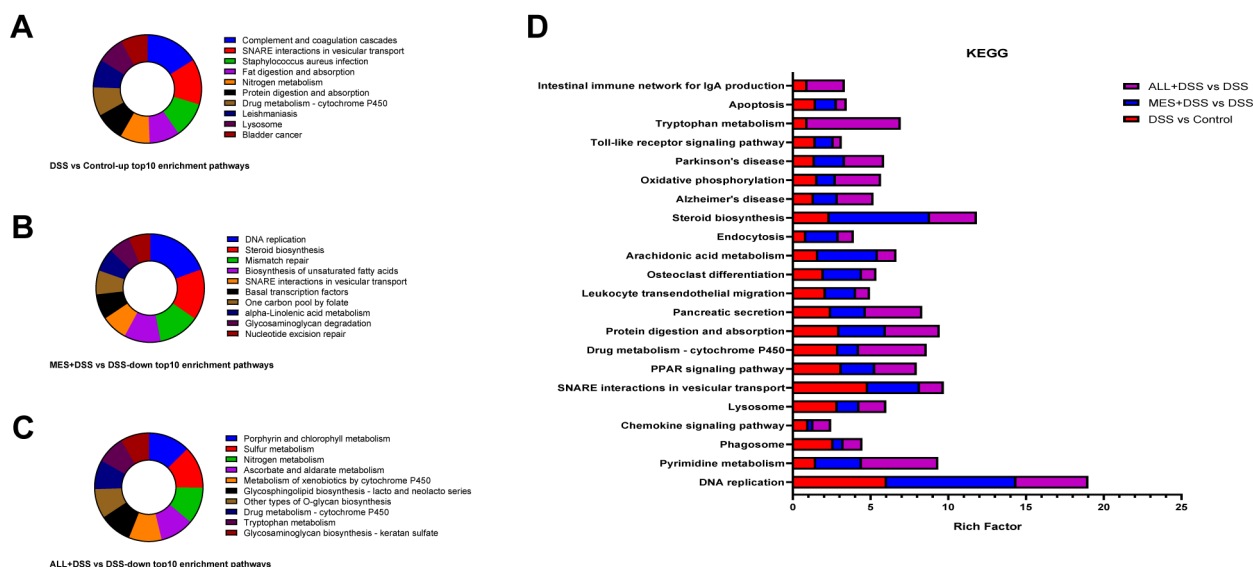 A
Complement and coagulation cascades
SNARE interactions in vesicular transport
Staphylococcus aureus infection
Fat digestion and absorption
Nitrogen metabolism
Protein digestion and absorption
Drug metabolism - cytochrome P450
Leishmaniasis
Lysosome
Bladder cancer
DSS vs Control-up top10 enrichment pathways
B
DNA replication
Steroid biosynthesis
Mismatch repair
Biosynthesis of unsaturated fatty acids
SNARE interactions in vesicular transport
Basal transcription factors
One carbon pool by folate
alpha-Linolenic acid metabolism
Glycosaminoglycan degradation
Nucleotide excision repair
MES+DSS vs DSS-down top10 enrichment pathways
C
Porphyrin and chlorophyll metabolism
Sulfur metabolism
Nitrogen metabolism
Ascorbate and aldarate metabolism
Metabolism of xenobiotics by cytochrome P450
Glycosphingolipid biosynthesis - lacto and neolacto series
Other types of O-glycan biosynthesis
Drug metabolism - cytochrome P450
Tryptophan metabolism
Glycosaminoglycan biosynthesis - keratan sulfate
ALL+DSS vs DSS-down top10 enrichment pathways
D
KEGG
Intestinal immune network for IgA production
Apoptosis
Tryptophan metabolism
Toll-like receptor signaling pathway
Parkinson's disease
Oxidative phosphorylation
Alzheimer's disease
Steroid biosynthesis
Endocytosis
Arachidonic acid metabolism
Osteoclast differentiation
Leukocyte transendothelial migration
Pancreatic secretion
Protein digestion and absorption
Drug metabolism - cytochrome P450
PPAR signaling pathway
SNARE interactions in vesicular transport
Lysosome
Chemokine signaling pathway
Phagosome
Pyrimidine metabolism
DNA replication
0 5 10 15 20 25
Rich Factor
ALL+DSS vs DSS
MES+DSS vs DSS
DSS vs Control